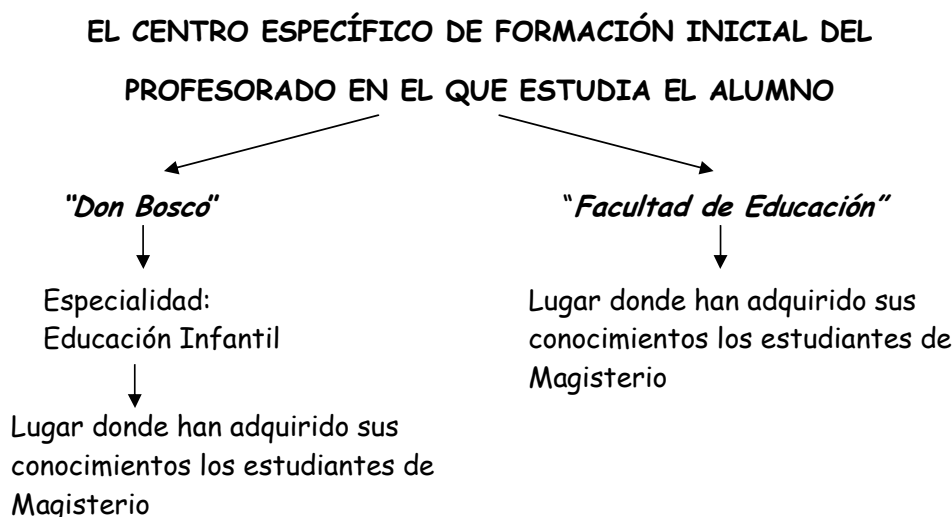 EL CENTRO ESPECÍFICO DE FORMACIÓN INICIAL DEL
PROFESORADO EN EL QUE ESTUDIA EL ALUMNO
"Don Bosco"
Especialidad:
Educación Infantil
Lugar donde han adquirido sus
conocimientos los estudiantes de
Magisterio
“Facultad de Educación”
Lugar donde han adquirido sus
conocimientos los estudiantes de
Magisterio